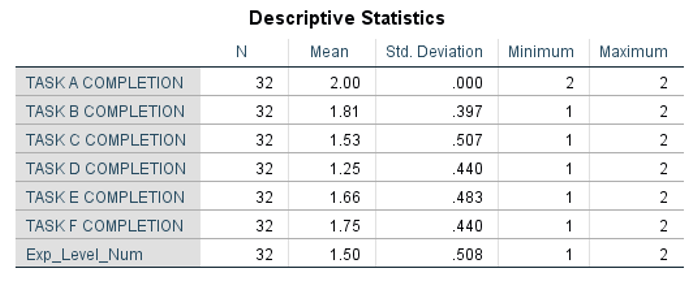 Descriptive Statistics
N Mean Std. Deviation Minimum Maximum
TASK A COMPLETION 32 2.00 .000 2 2
TASK B COMPLETION 32 1.81 .397 1 2
TASK C COMPLETION 32 1.53 .507 1 2
TASK D COMPLETION 32 1.25 .440 1 2
TASK E COMPLETION 32 1.66 .483 1 2
TASK F COMPLETION 32 1.75 .440 1 2
Exp_Level_Num 32 1.50 .508 1 2